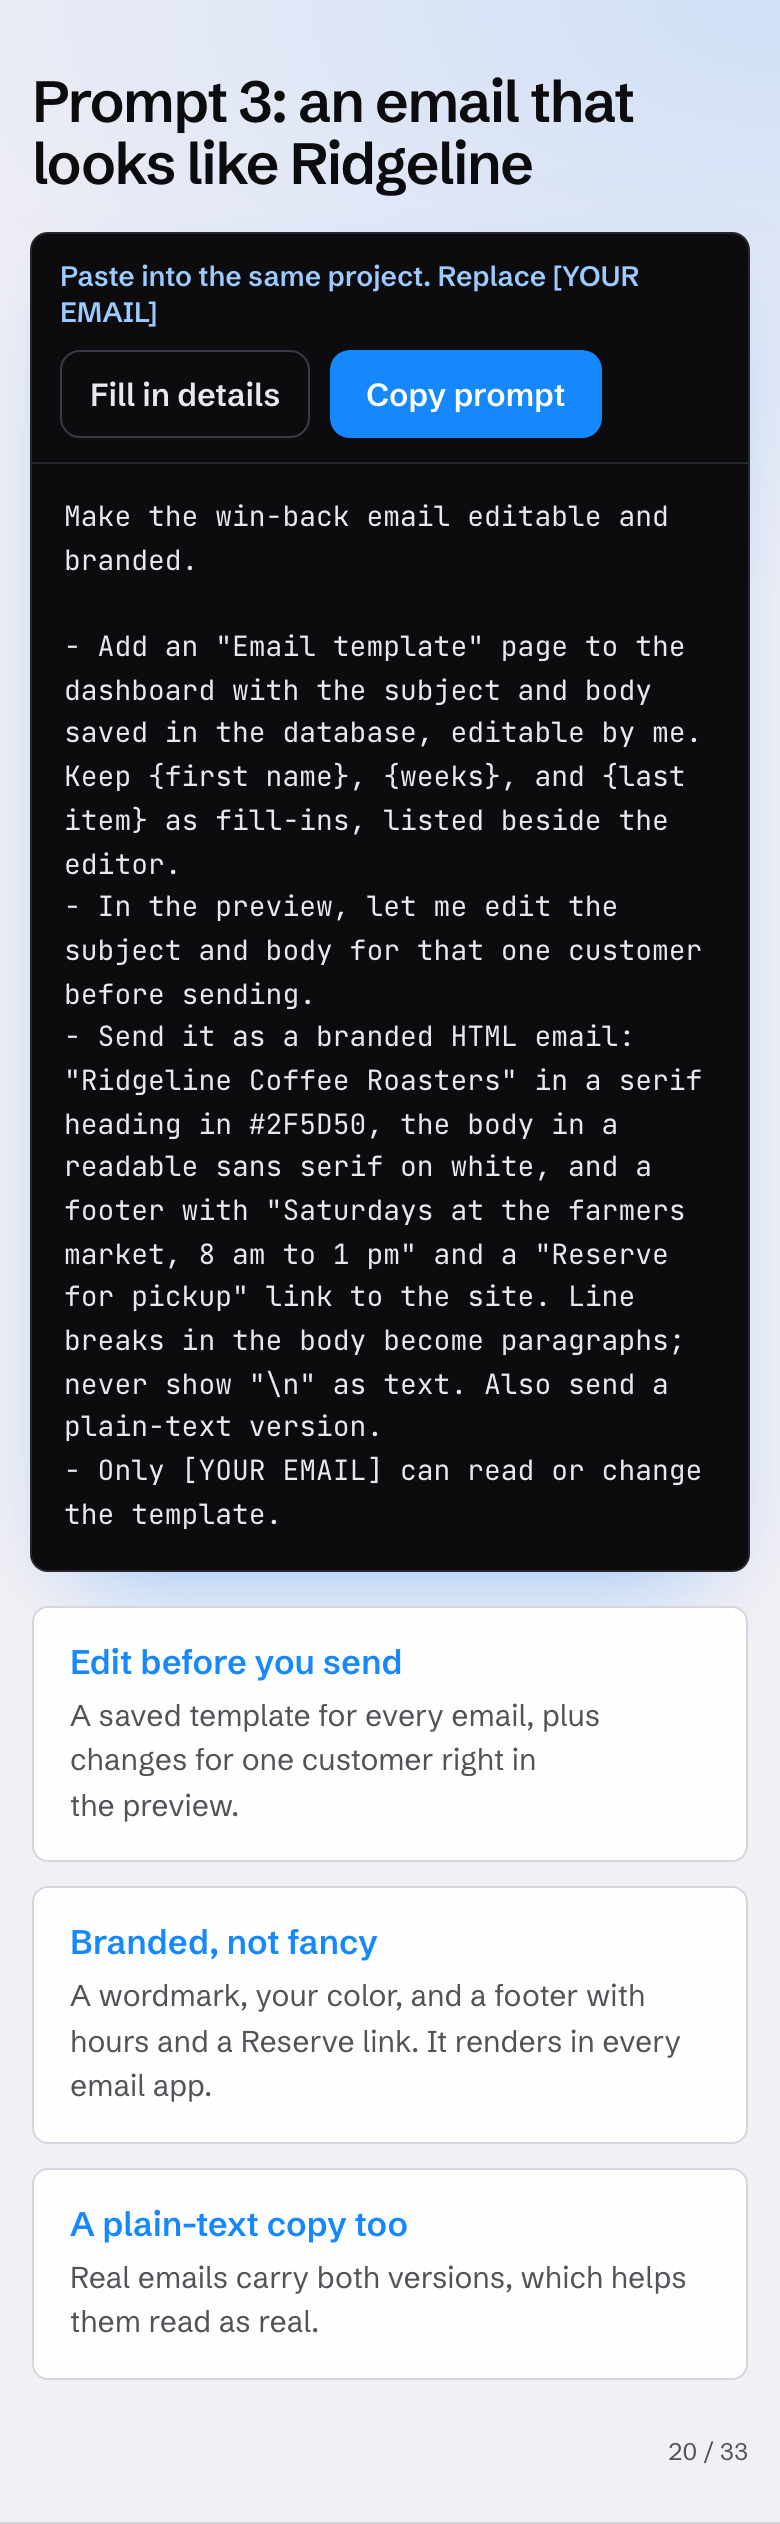 Prompt 3: an email that
looks like Ridgeline
Paste into the same project. Replace [YOUR
EMAIL]
Fill in details
Copy prompt
Make the win-back email editable and
branded.
- Add an "Email template" page to the
dashboard with the subject and body
saved in the database, editable by me.
Keep {first name}, {weeks}, and {last
item} as fill-ins, listed beside the
editor.
- In the preview, let me edit the
subject and body for that one customer
before sending.
- Send it as a branded HTML email:
"Ridgeline Coffee Roasters" in a serif
heading in #2F5D50, the body in a
readable sans serif on white, and a
footer with "Saturdays at the farmers
market, 8 am to 1 pm" and a "Reserve
for pickup" link to the site. Line
breaks in the body become paragraphs;
never show "\n" as text. Also send a
plain-text version.
- Only [YOUR EMAIL] can read or change
the template.
Edit before you send
A saved template for every email, plus
changes for one customer right in
the preview.
Branded, not fancy
A wordmark, your color, and a footer with
hours and a Reserve link. It renders in every
email app.
A plain-text copy too
Real emails carry both versions, which helps
them read as real.
20 / 33